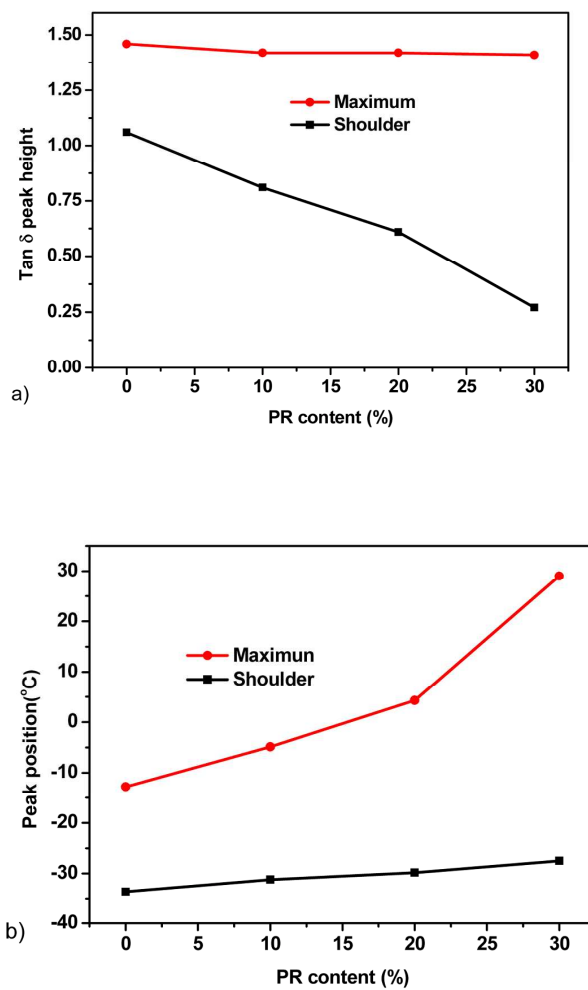 1.50
1.25
1.00
0.75
0.50
0.25
0.00
Tan δ peak height
Maximum
Shoulder
0 5 10 15 20 25 30
PR content (%)
a)
30
20
10
0
-10
-20
-30
-40
Peak position(°C)
Maximun
Shoulder
0 5 10 15 20 25 30
PR content (%)
b)